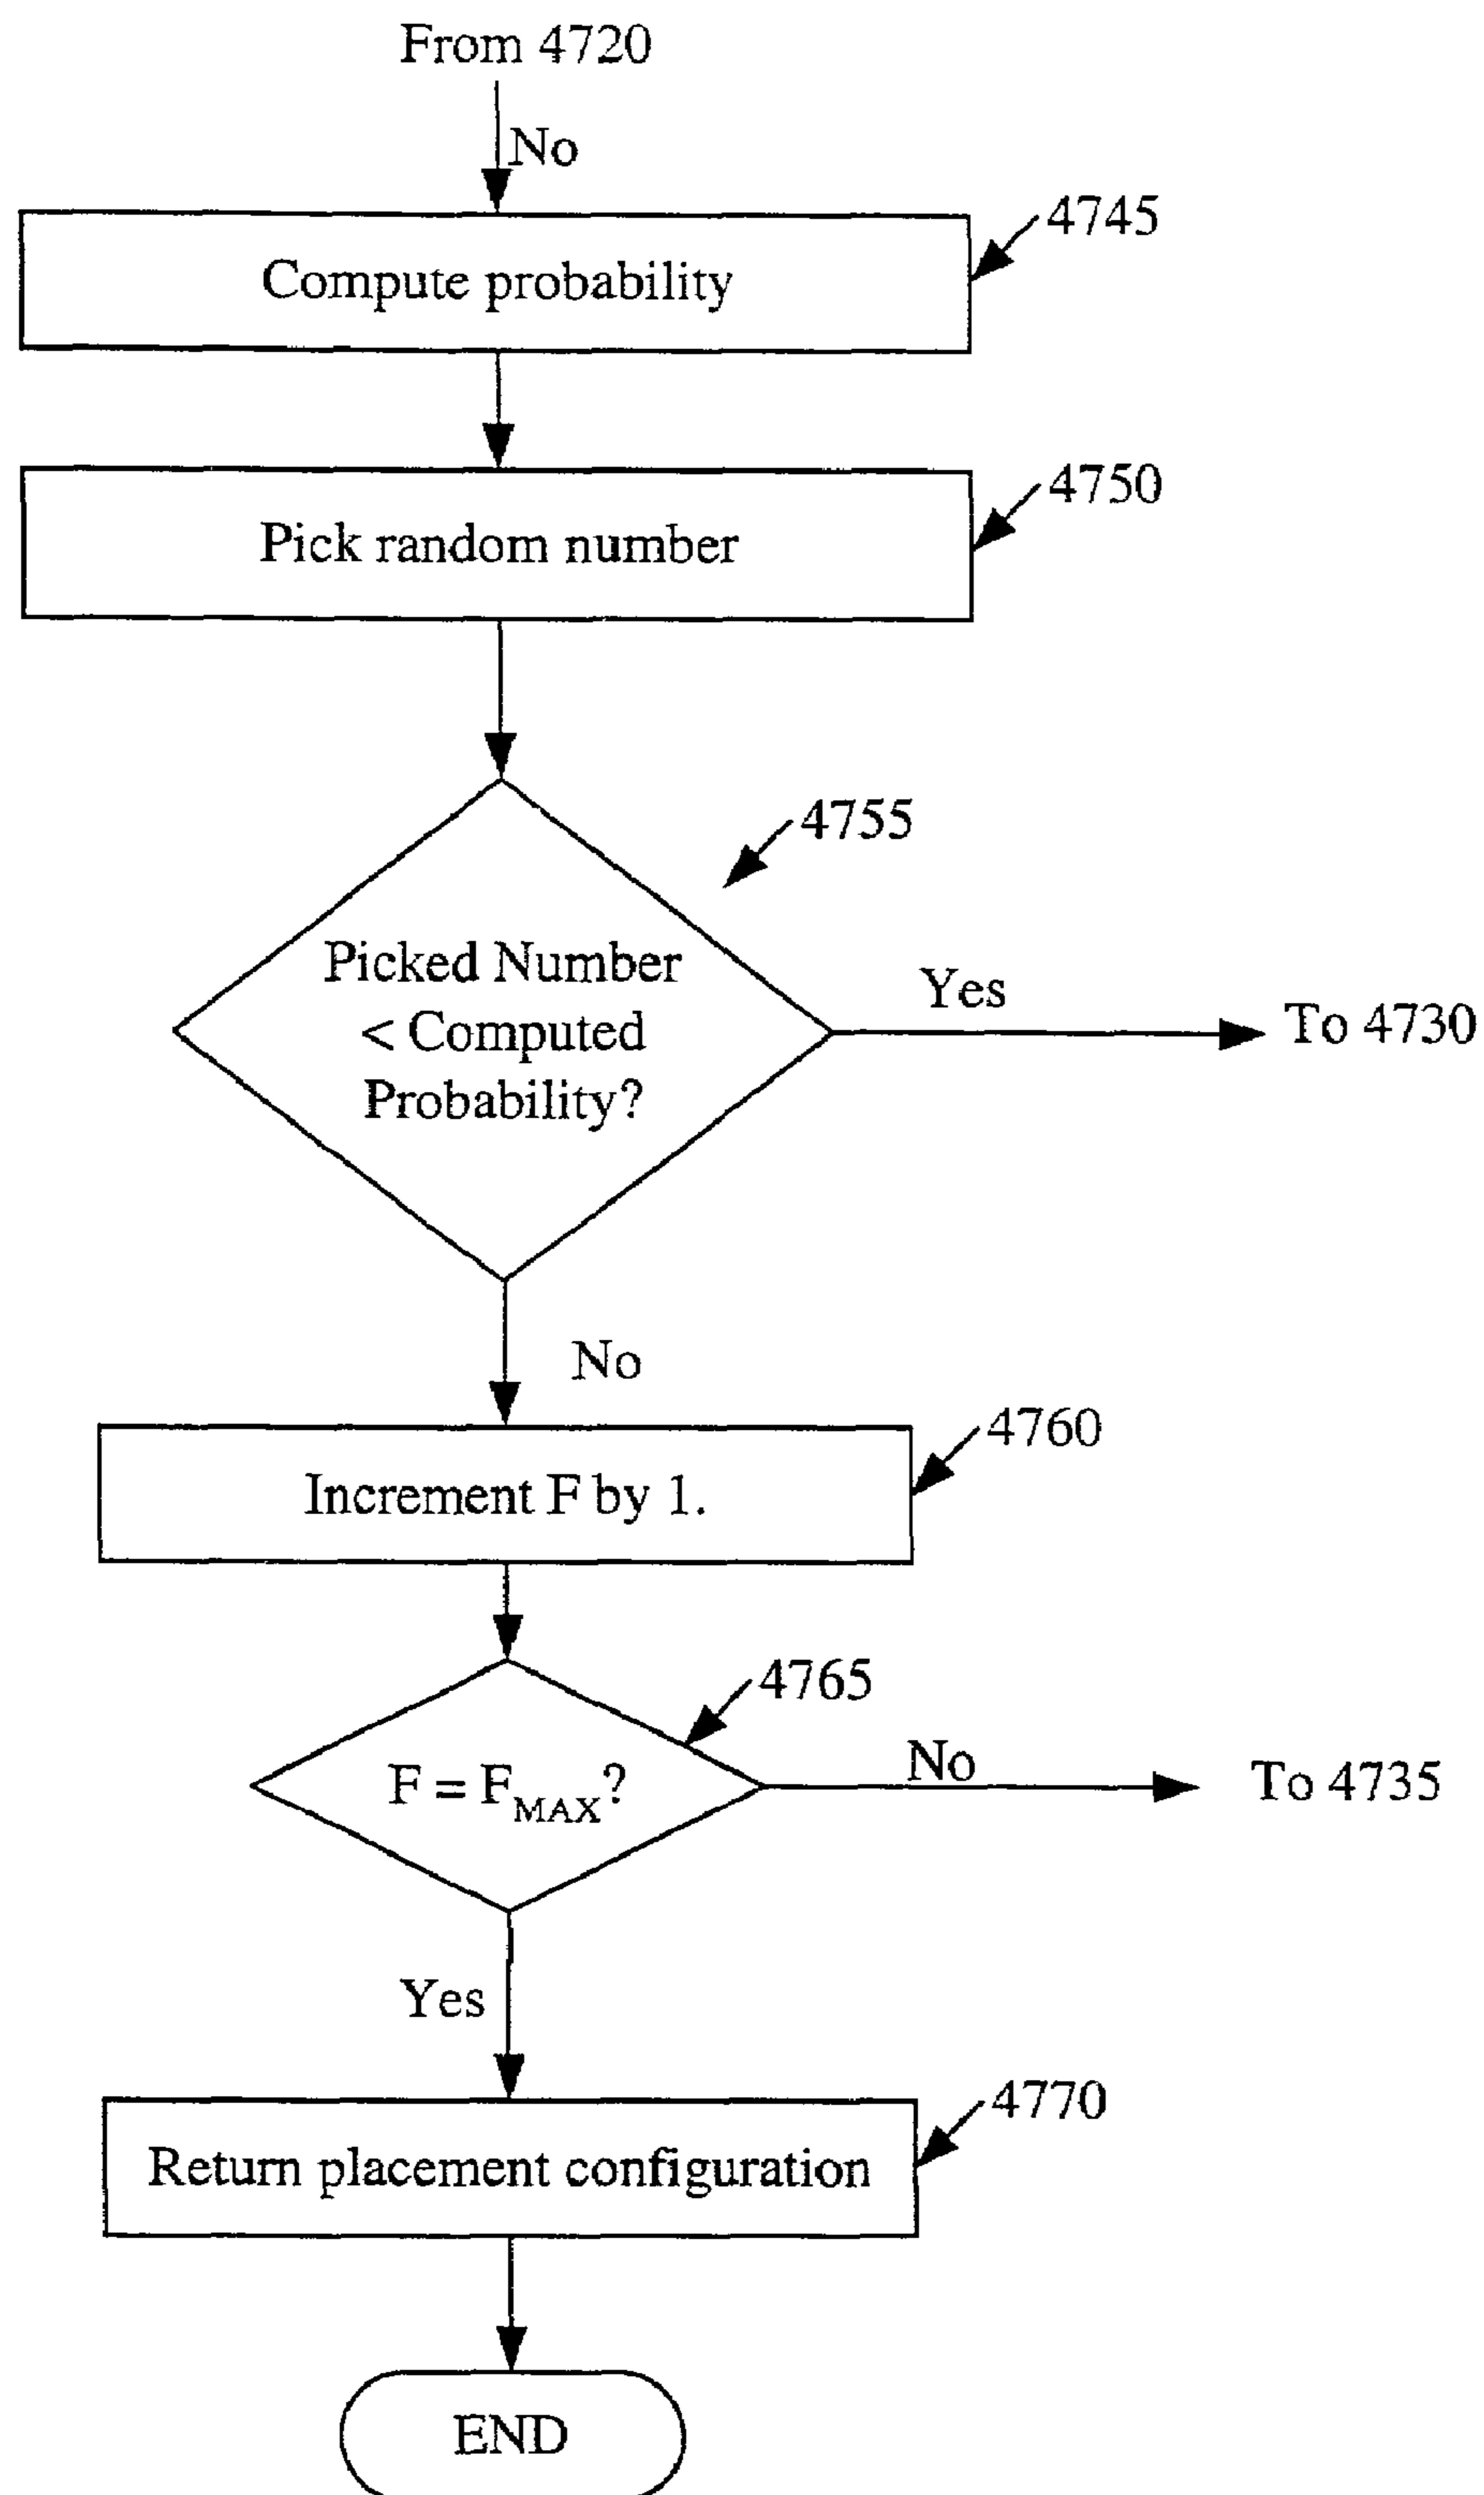 From 4720
No
4745
Compute probability
4750
Pick random number
4755
Picked Number
< Computed
Probability?
Yes
To 4730
No
4760
Increment F by 1.
4765
F = FMAX?
No
To 4735
Yes
4770
Return placement configuration
END